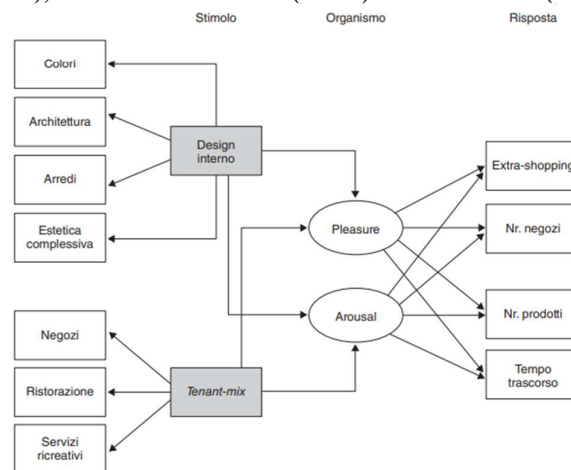 Stimolo
Organismo
Risposta
Colori
Architettura
Arredi
Estetica
complessiva
Design
interno
Pleasure
Arousal
Extra-shopping
Nr. negozi
Nr. prodotti
Tempo
trascorso
Negozi
Ristorazione
Servizi
ricreativi
Tenant-mix